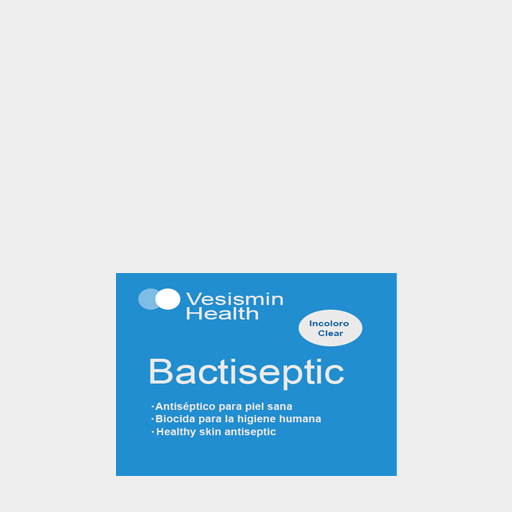 Vesismin
Health
Incoloro
Clear
Bactiseptic
· Antiséptico para piel sana
· Biocida para la higiene humana
· Healthy skin antiseptic